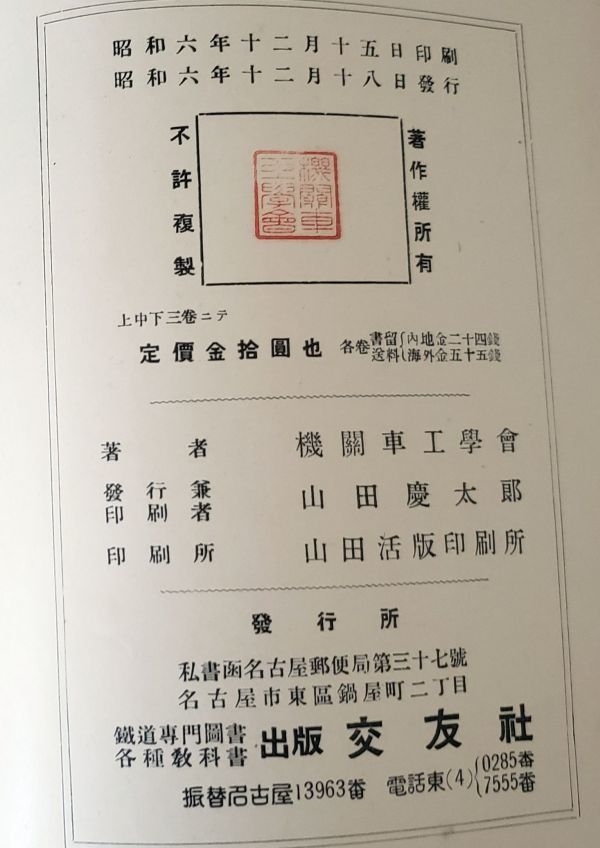 昭和六年十二月十五日印刷
昭和六年十二月十八日發行
著作權所有
機關車
工學會
不許複製
上中下三卷ニテ
定價金拾圓也 各卷書留送料 內地金二十四錢
海外金五十五錢
著者 機關車工學會
發行兼印刷者 山田慶太郎
印刷所 山田活版印刷所
發行所
私書函名古屋郵便局第三十七號
名古屋市東區鍋屋町二丁目
鐵道專門圖書
各種敎科書
出版 交友社
振替名古屋13963番 電話東(4) 0285番
7555番